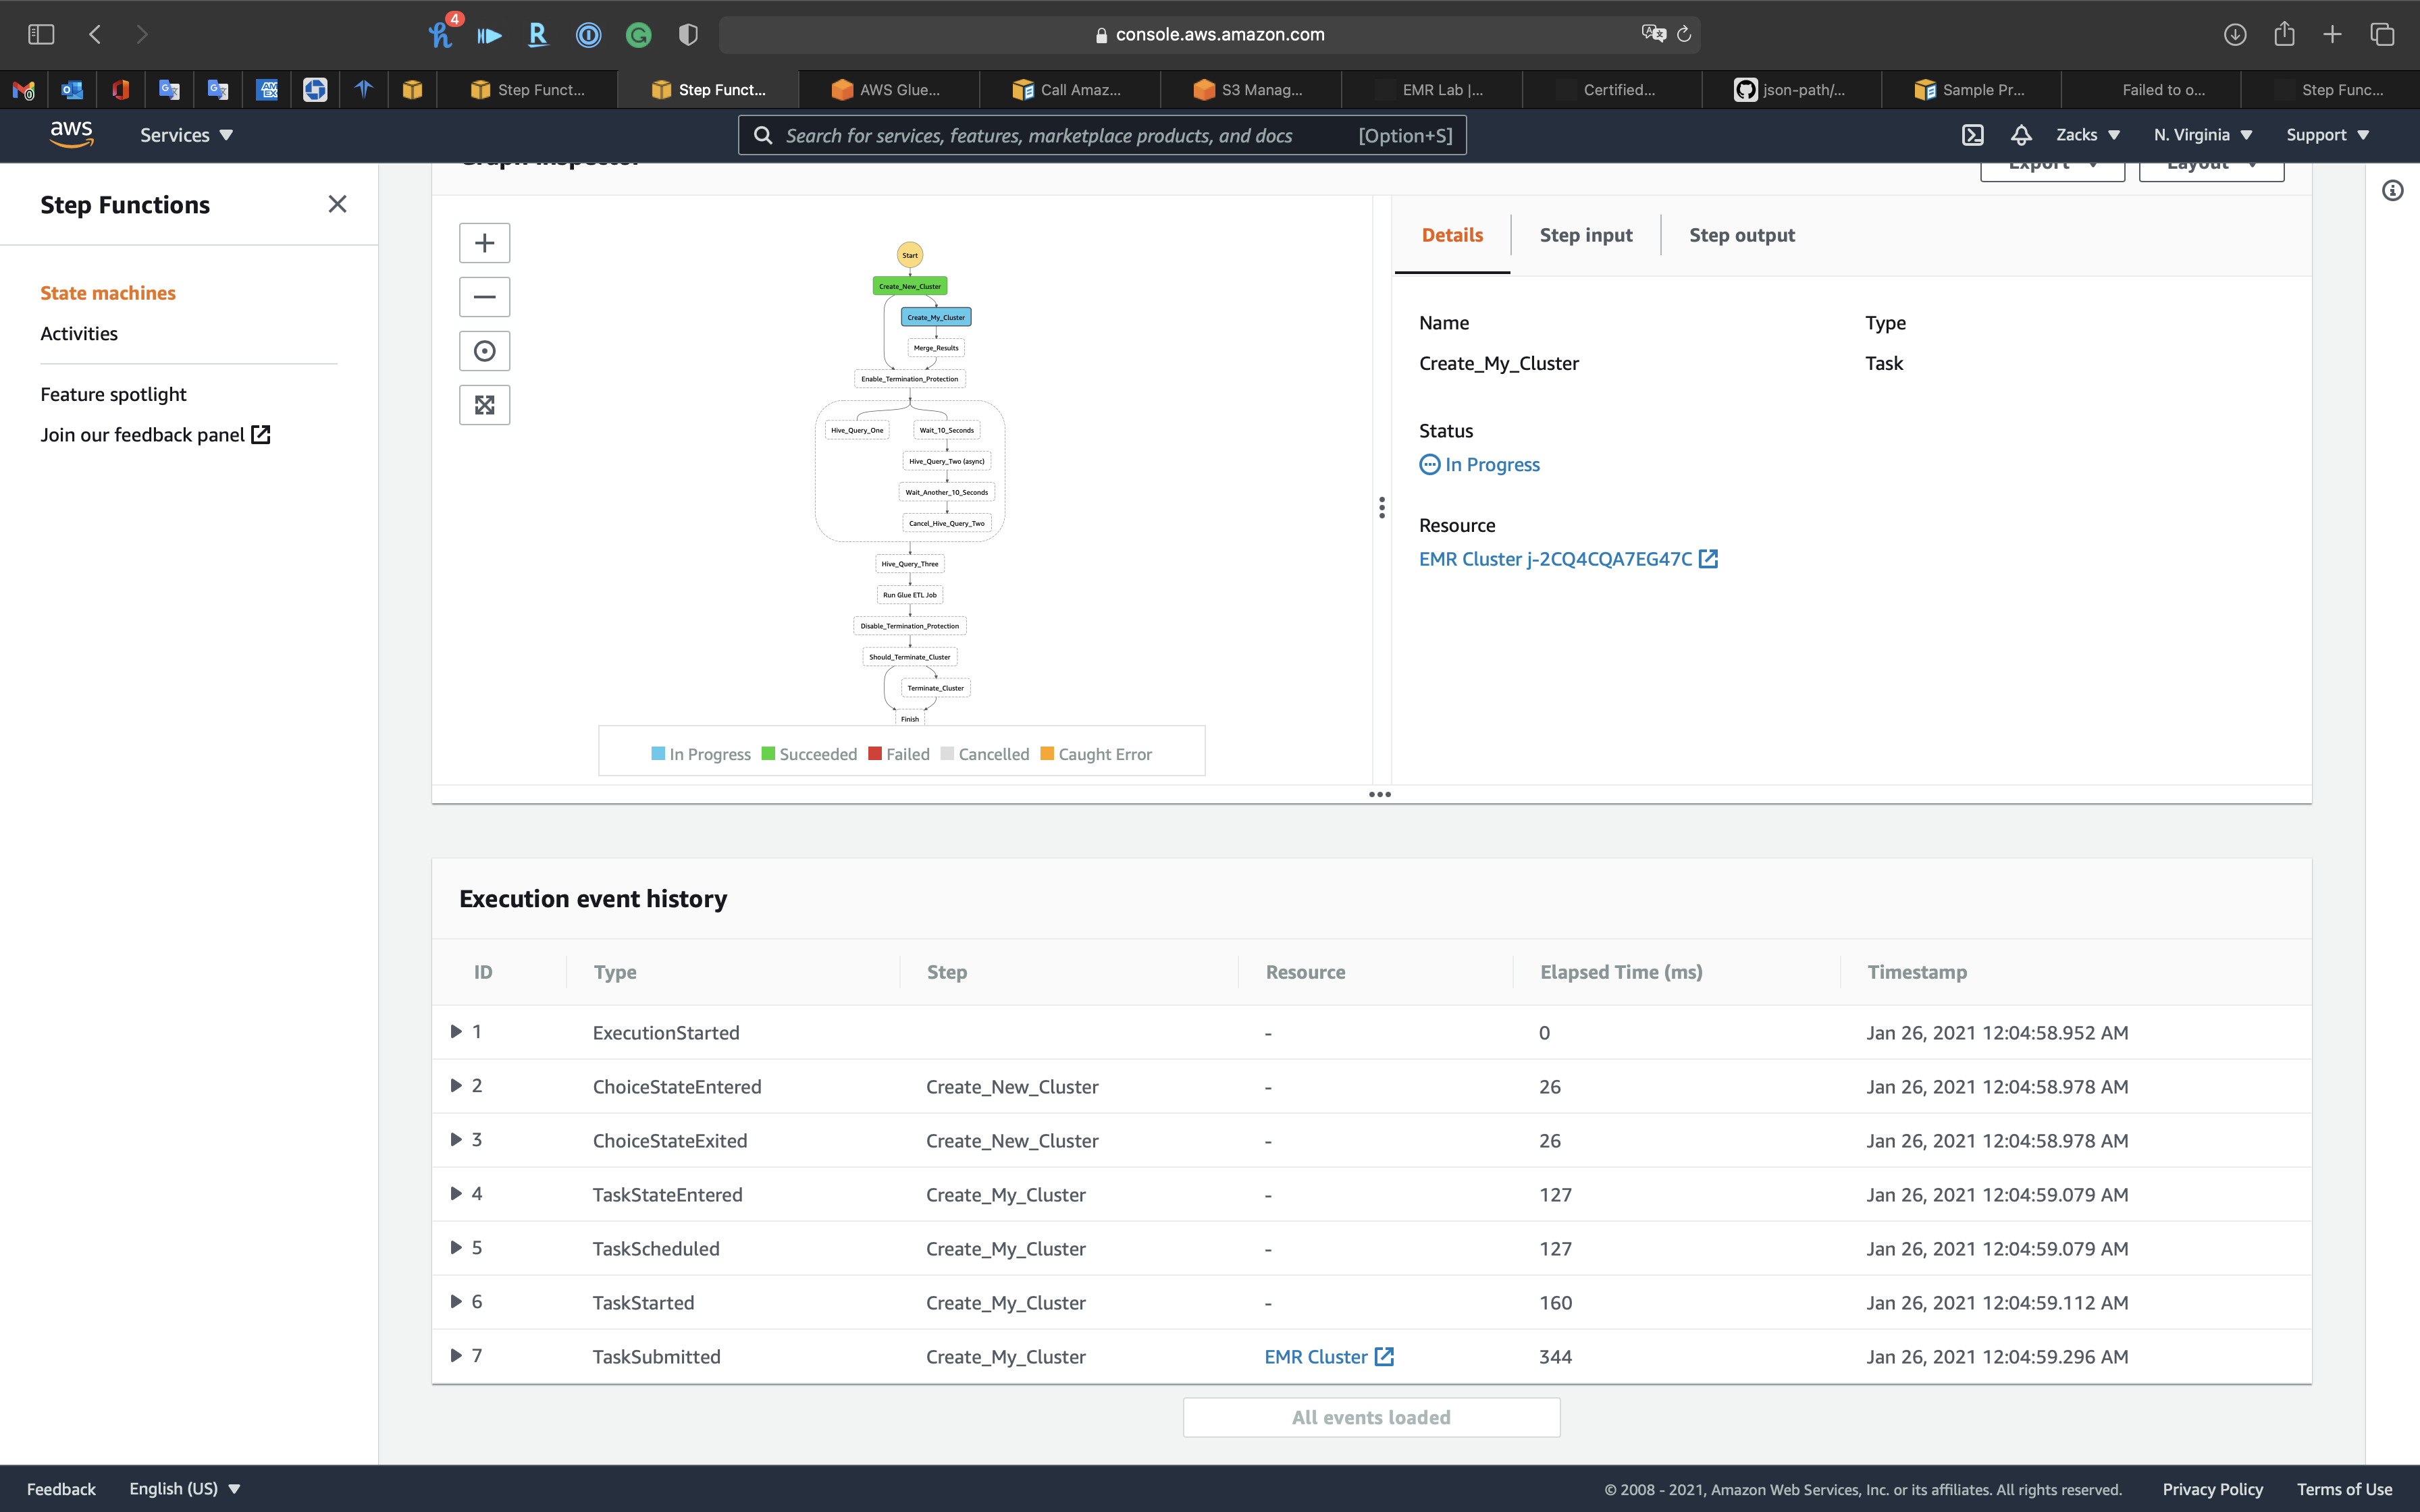 4
console.aws.amazon.com
Step Funct...
Step Funct...
AWS Glue...
Call Amaz...
S3 Manag...
EMR Lab |...
Certified...
json-path/...
Sample Pr...
Failed to o...
Step Func...
aws
Services
Search for services, features, marketplace products, and docs [Option+S]
Zacks
N. Virginia
Support
Graph inspector
Export
Layout
Step Functions
State machines
Activities
Feature spotlight
Join our feedback panel
Start
Create_New_Cluster
Create_My_Cluster
Merge_Results
Enable_Termination_Protection
Hive_Query_One
Wait_10_Seconds
Hive_Query_Two (async)
Wait_Another_10_Seconds
Cancel_Hive_Query_Two
Hive_Query_Three
Run Glue ETL Job
Disable_Termination_Protection
Should_Terminate_Cluster
Terminate_Cluster
Finish
In Progress Succeeded Failed Cancelled Caught Error
Details Step input Step output
Name Type
Create_My_Cluster Task
Status
In Progress
Resource
EMR Cluster j-2CQ4CQA7EG47C
Execution event history
ID Type Step Resource Elapsed Time (ms) Timestamp
1 ExecutionStarted - 0 Jan 26, 2021 12:04:58.952 AM
2 ChoiceStateEntered Create_New_Cluster - 26 Jan 26, 2021 12:04:58.978 AM
3 ChoiceStateExited Create_New_Cluster - 26 Jan 26, 2021 12:04:58.978 AM
4 TaskStateEntered Create_My_Cluster - 127 Jan 26, 2021 12:04:59.079 AM
5 TaskScheduled Create_My_Cluster - 127 Jan 26, 2021 12:04:59.079 AM
6 TaskStarted Create_My_Cluster - 160 Jan 26, 2021 12:04:59.112 AM
7 TaskSubmitted Create_My_Cluster EMR Cluster 344 Jan 26, 2021 12:04:59.296 AM
All events loaded
Feedback
English (US)
© 2008 - 2021, Amazon Web Services, Inc. or its affiliates. All rights reserved.
Privacy Policy
Terms of Use